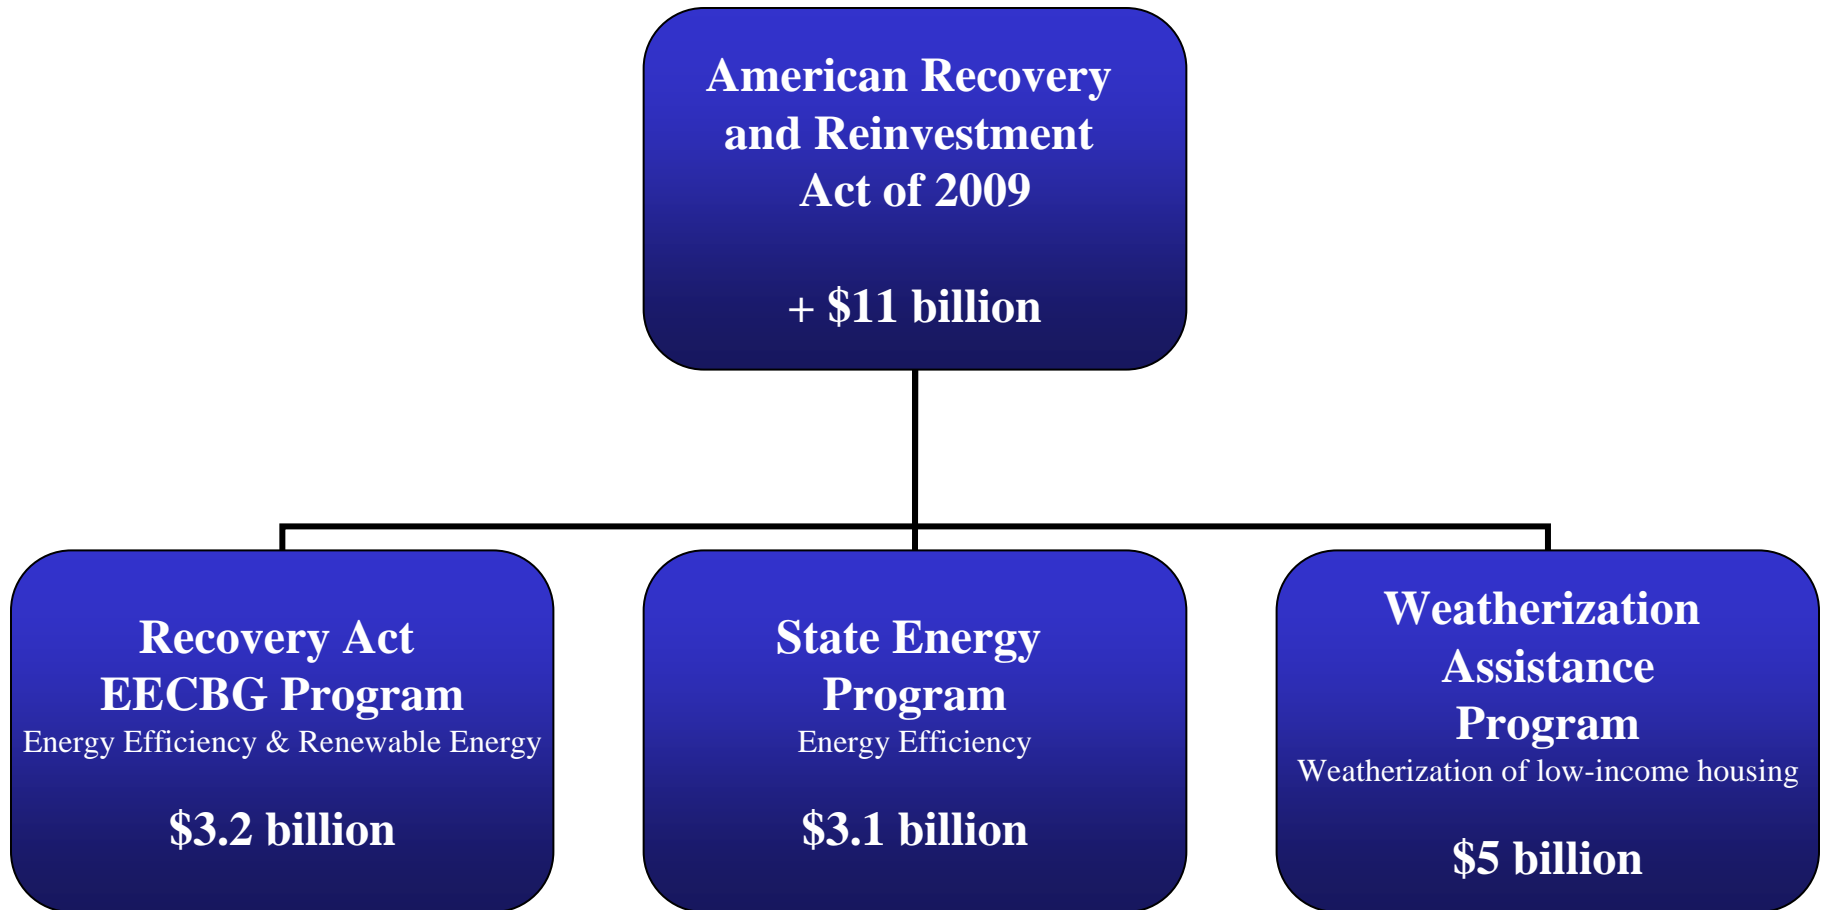 American Recovery
and Reinvestment
Act of 2009
+ $11 billion
Recovery Act
EECBG Program
Energy Efficiency & Renewable Energy
$3.2 billion
State Energy
Program
Energy Efficiency
$3.1 billion
Weatherization
Assistance
Program
Weatherization of low-income housing
$5 billion